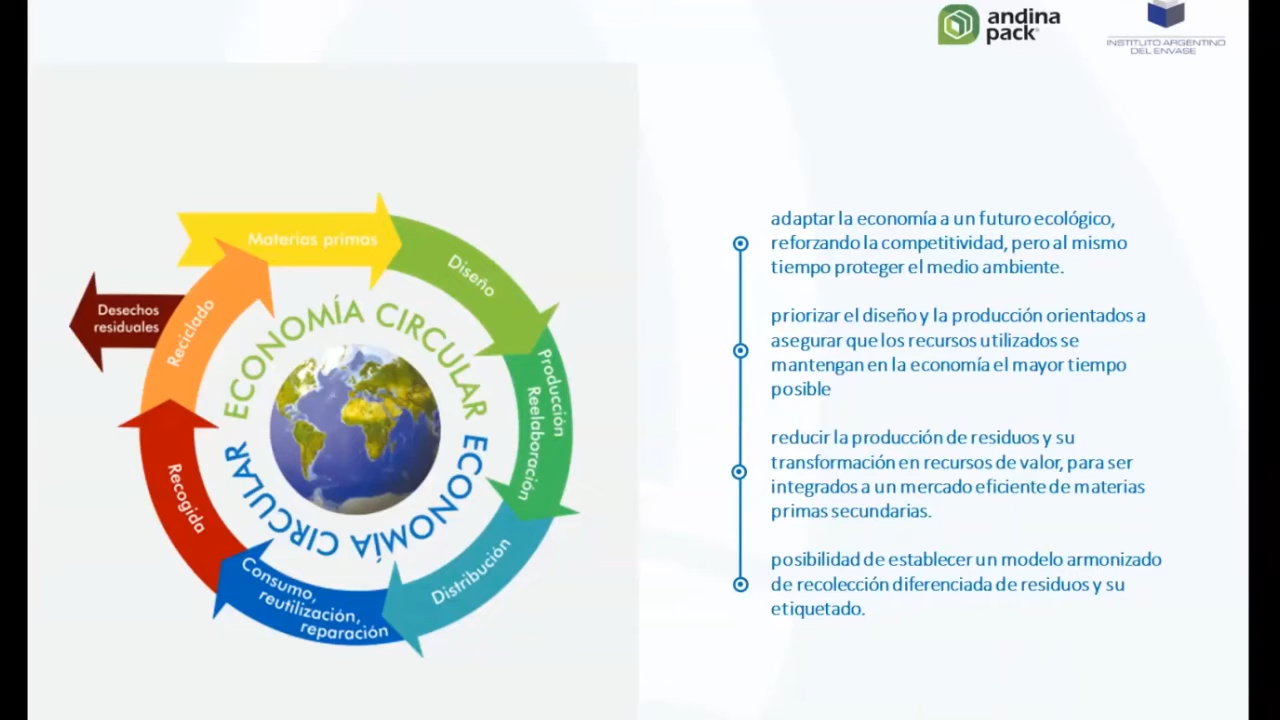 andina
pack®
INSTITUTO ARGENTINO
DEL ENVASE
Materias primas
Diseño
Producción
Reelaboración
Distribución
Consumo,
reutilización,
reparación
Recogida
Reciclado
Desechos
residuales
ECONOMÍA CIRCULAR
ECONOMÍA CIRCULAR
adaptar la economía a un futuro ecológico,
reforzando la competitividad, pero al mismo
tiempo proteger el medio ambiente.
priorizar el diseño y la producción orientados a
asegurar que los recursos utilizados se
mantengan en la economía el mayor tiempo
posible
reducir la producción de residuos y su
transformación en recursos de valor, para ser
integrados a un mercado eficiente de materias
primas secundarias.
posibilidad de establecer un modelo armonizado
de recolección diferenciada de residuos y su
etiquetado.